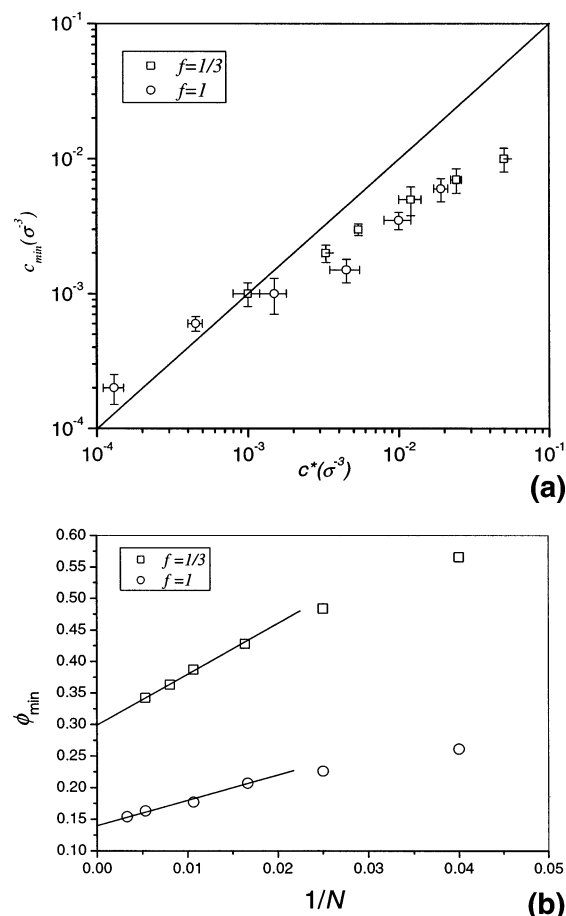 10⁻¹
f=1/3
f=1
10⁻²
c_min(σ⁻³)
10⁻³
10⁻⁴
10⁻⁴ 10⁻³ 10⁻² 10⁻¹
c*(σ⁻³)
(a)
0.60
f=1/3
0.55
f=1
0.50
0.45
0.40
0.35
ϕ_min
0.30
0.25
0.20
0.15
0.10
0.00 0.01 0.02 0.03 0.04 0.05
1/N
(b)